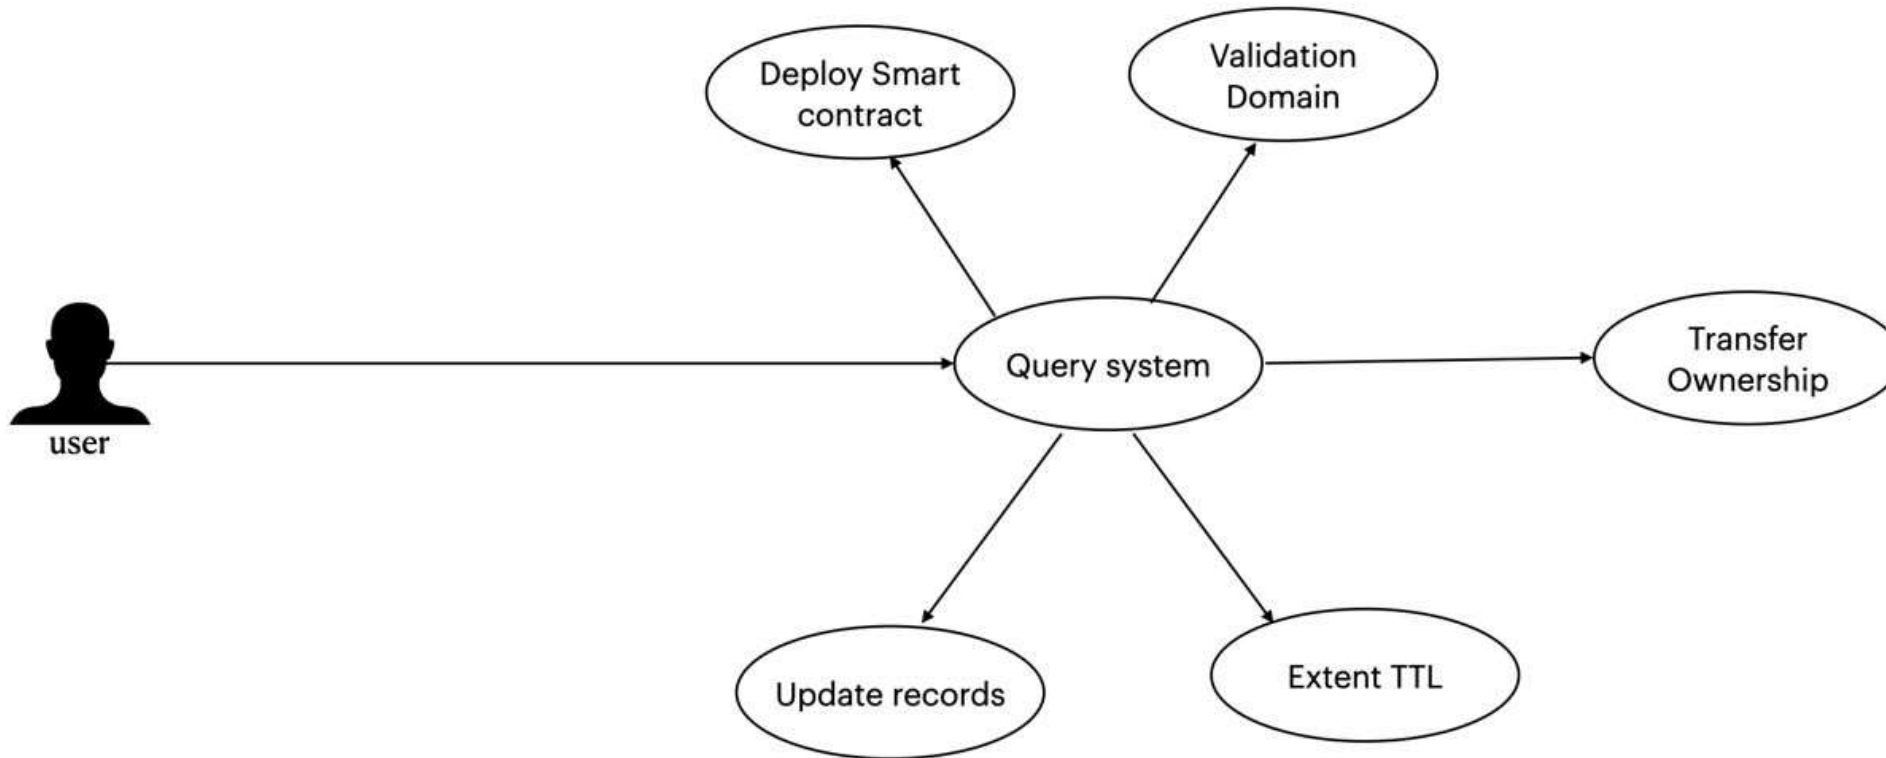 Deploy Smart
contract
Validation
Domain
Transfer
Ownership
Query system
user
Update records
Extent TTL